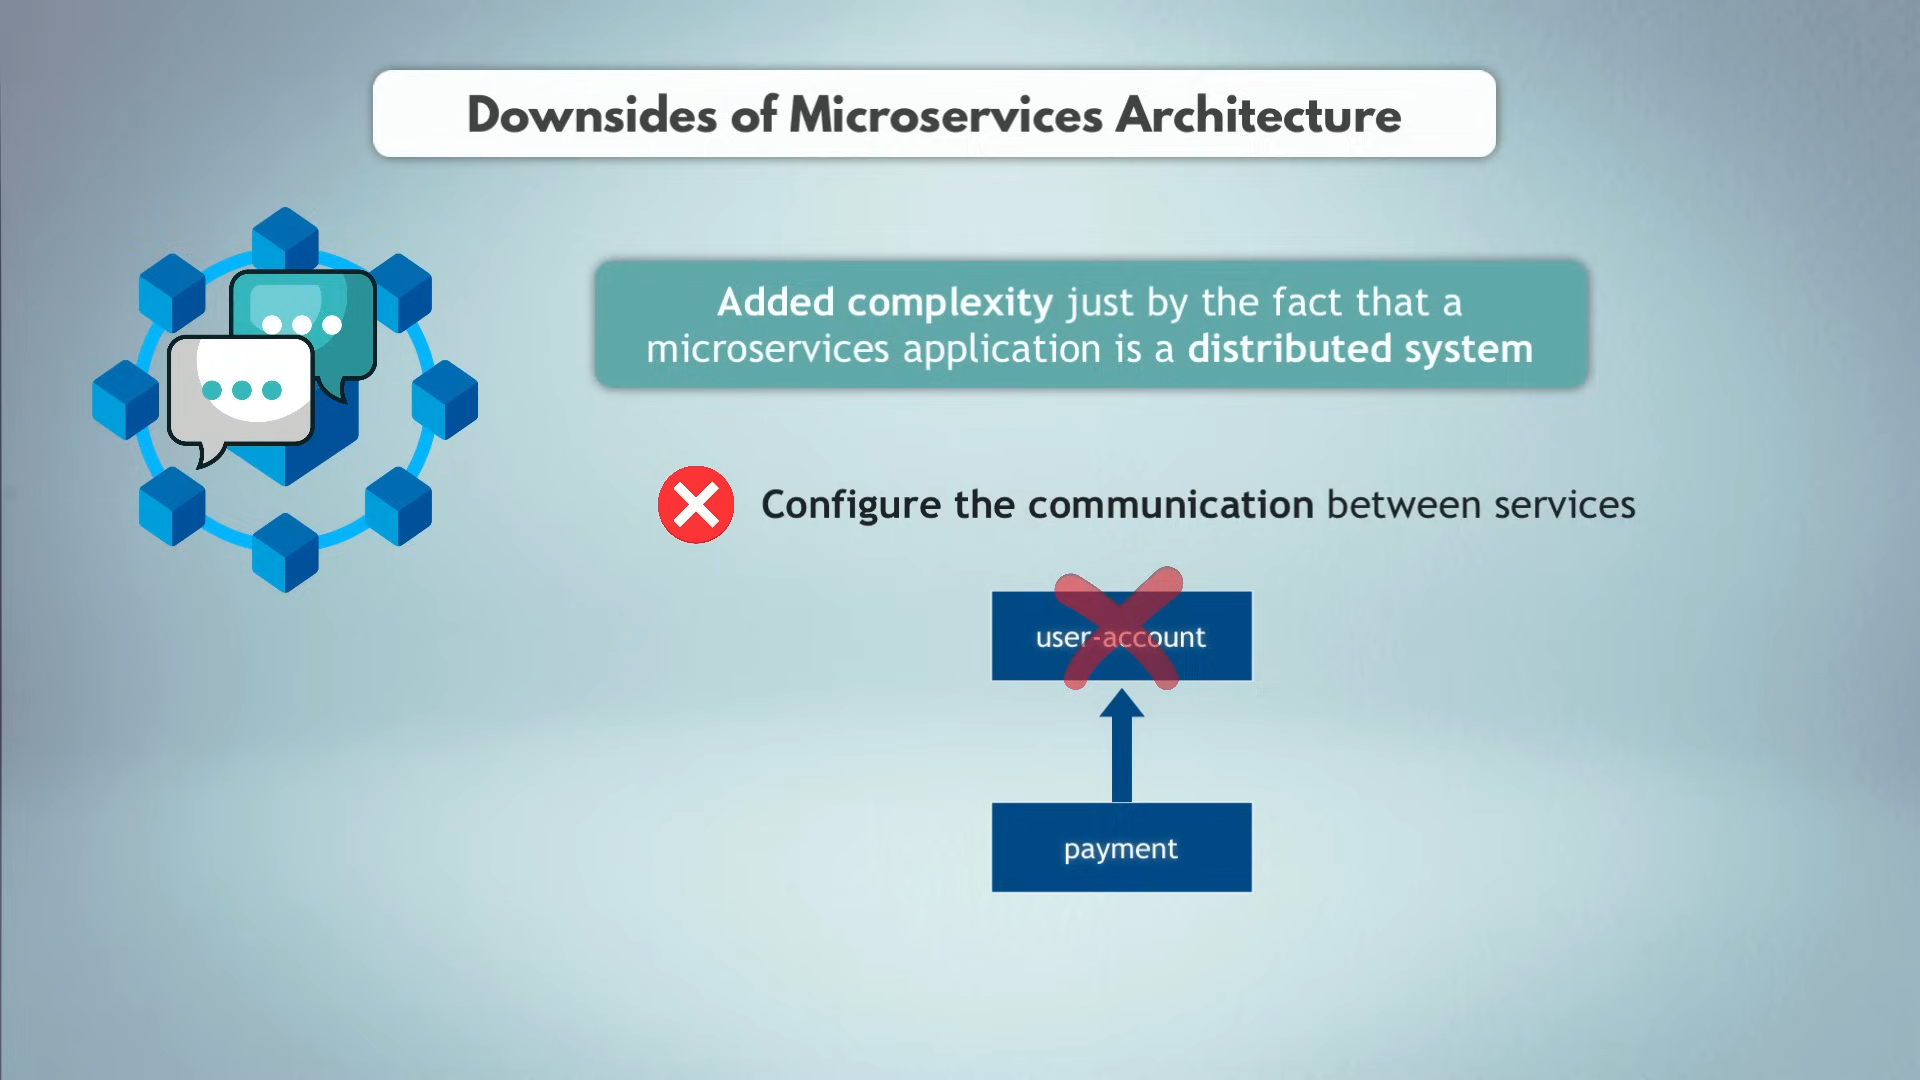 Downsides of Microservices Architecture
Added complexity just by the fact that a
microservices application is a distributed system
Configure the communication between services
user-account
payment